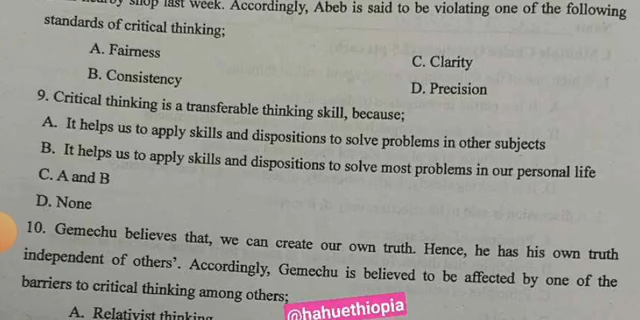 shop last week. Accordingly, Abeb is said to be violating one of the following
standards of critical thinking;
A. Fairness
C. Clarity
B. Consistency
D. Precision
9. Critical thinking is a transferable thinking skill, because;
A. It helps us to apply skills and dispositions to solve problems in other subjects
B. It helps us to apply skills and dispositions to solve most problems in our personal life
C. A and B
D. None
10. Gemechu believes that, we can create our own truth. Hence, he has his own truth
independent of others'. Accordingly, Gemechu is believed to be affected by one of the
barriers to critical thinking among others;
A. Relativist thinking
@hahuethiopia